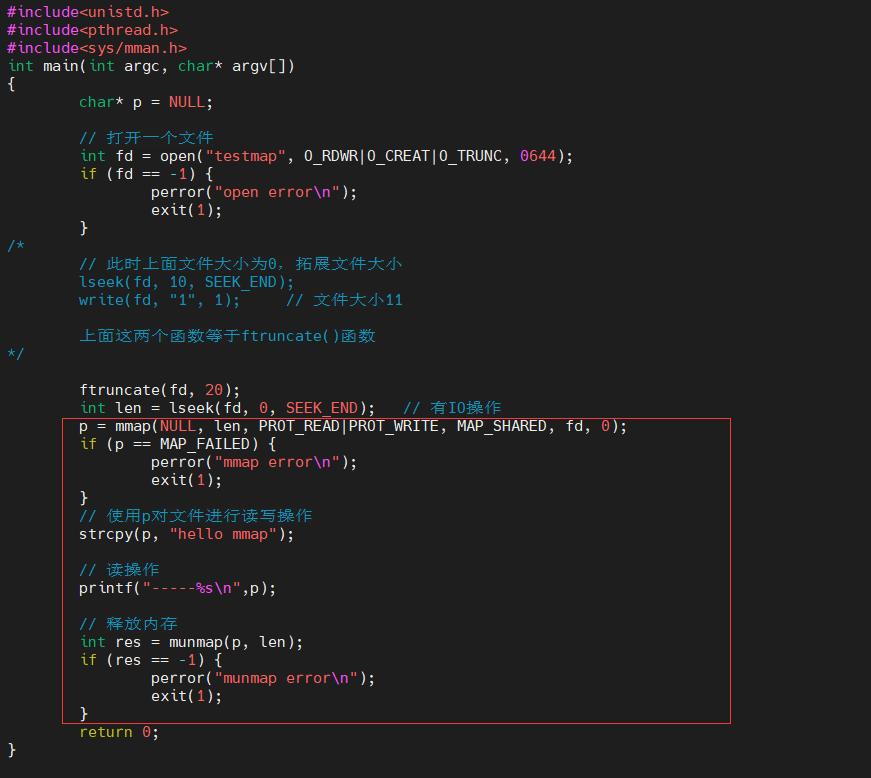 #include<unistd.h>
#include<pthread.h>
#include<sys/mman.h>
int main(int argc, char* argv[])
{
        char* p = NULL;

        // 打开一个文件
        int fd = open("testmap", O_RDWR|O_CREAT|O_TRUNC, 0644);
        if (fd == -1) {
                perror("open error\n");
                exit(1);
        }
/*
        // 此时上面文件大小为0, 拓展文件大小
        lseek(fd, 10, SEEK_END);
        write(fd, "1", 1);     // 文件大小11

        上面这两个函数等于ftruncate()函数
*/

        ftruncate(fd, 20);
        int len = lseek(fd, 0, SEEK_END);   // 有IO操作
        p = mmap(NULL, len, PROT_READ|PROT_WRITE, MAP_SHARED, fd, 0);
        if (p == MAP_FAILED) {
                perror("mmap error\n");
                exit(1);
        }
        // 使用p对文件进行读写操作
        strcpy(p, "hello mmap");

        // 读操作
        printf("-----%s\n",p);

        // 释放内存
        int res = munmap(p, len);
        if (res == -1) {
                perror("munmap error\n");
                exit(1);
        }
        return 0;
}